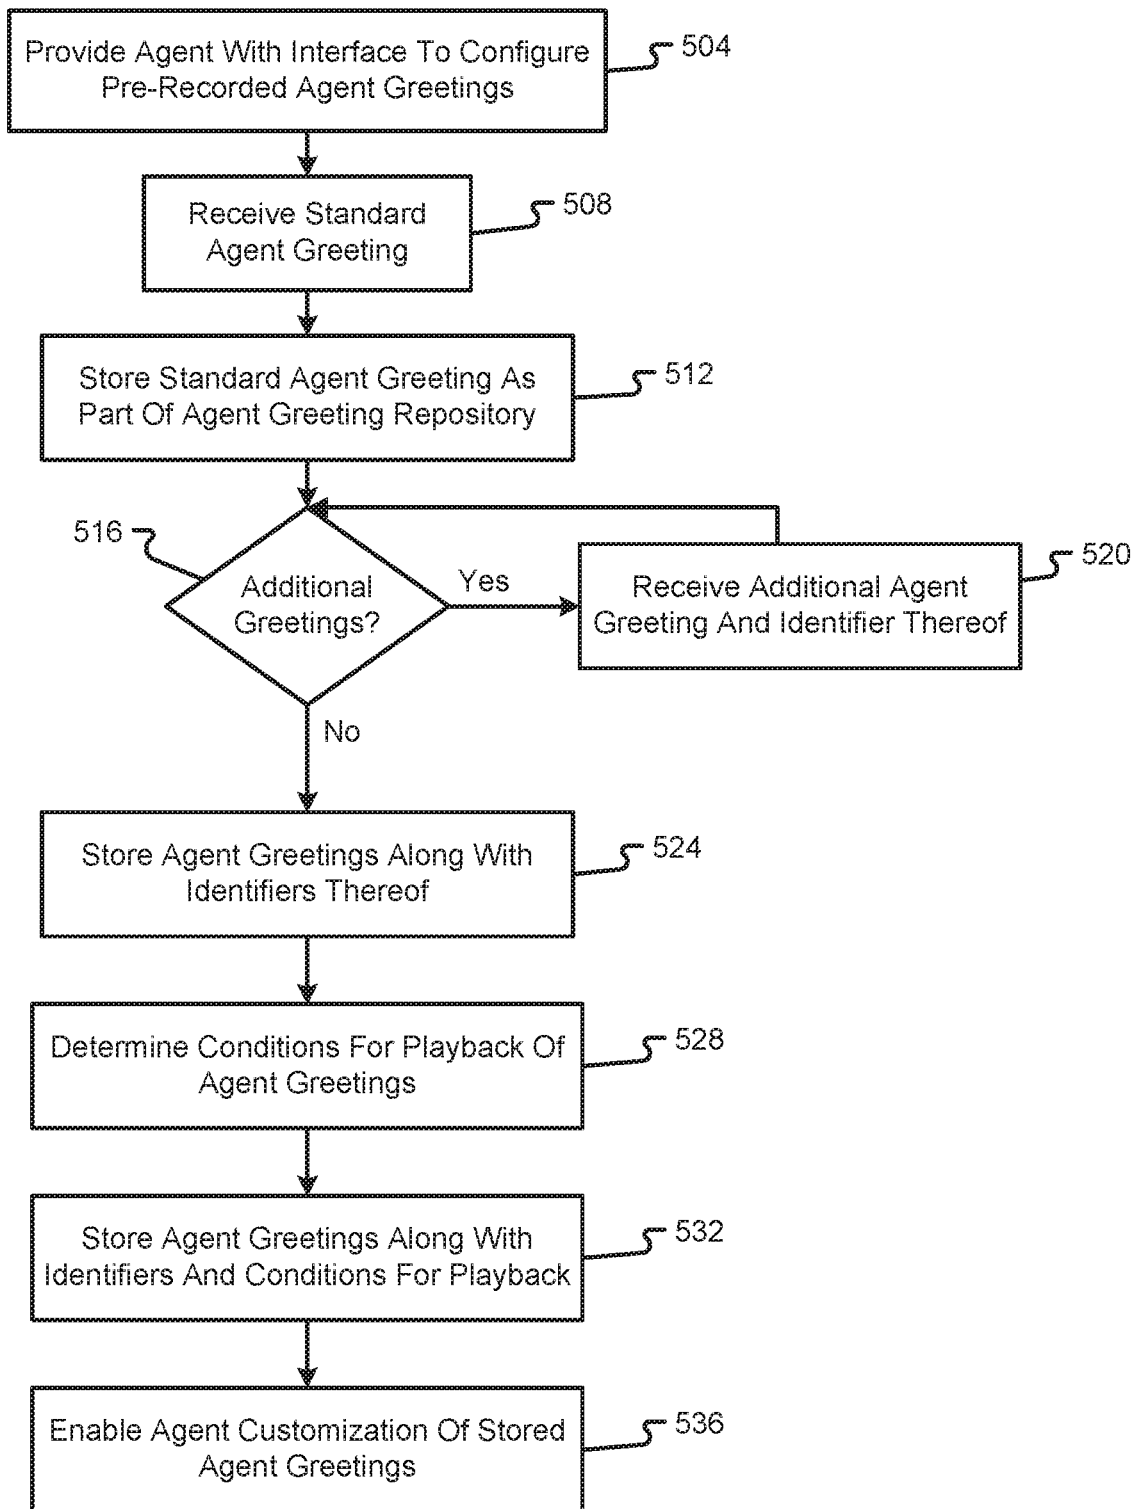 Provide Agent With Interface To Configure
Pre-Recorded Agent Greetings
504
Receive Standard
Agent Greeting
508
Store Standard Agent Greeting As
Part Of Agent Greeting Repository
512
516
Additional
Greetings?
Yes
Receive Additional Agent
Greeting And Identifier Thereof
520
No
Store Agent Greetings Along With
Identifiers Thereof
524
Determine Conditions For Playback Of
Agent Greetings
528
Store Agent Greetings Along With
Identifiers And Conditions For Playback
532
Enable Agent Customization Of Stored
Agent Greetings
536